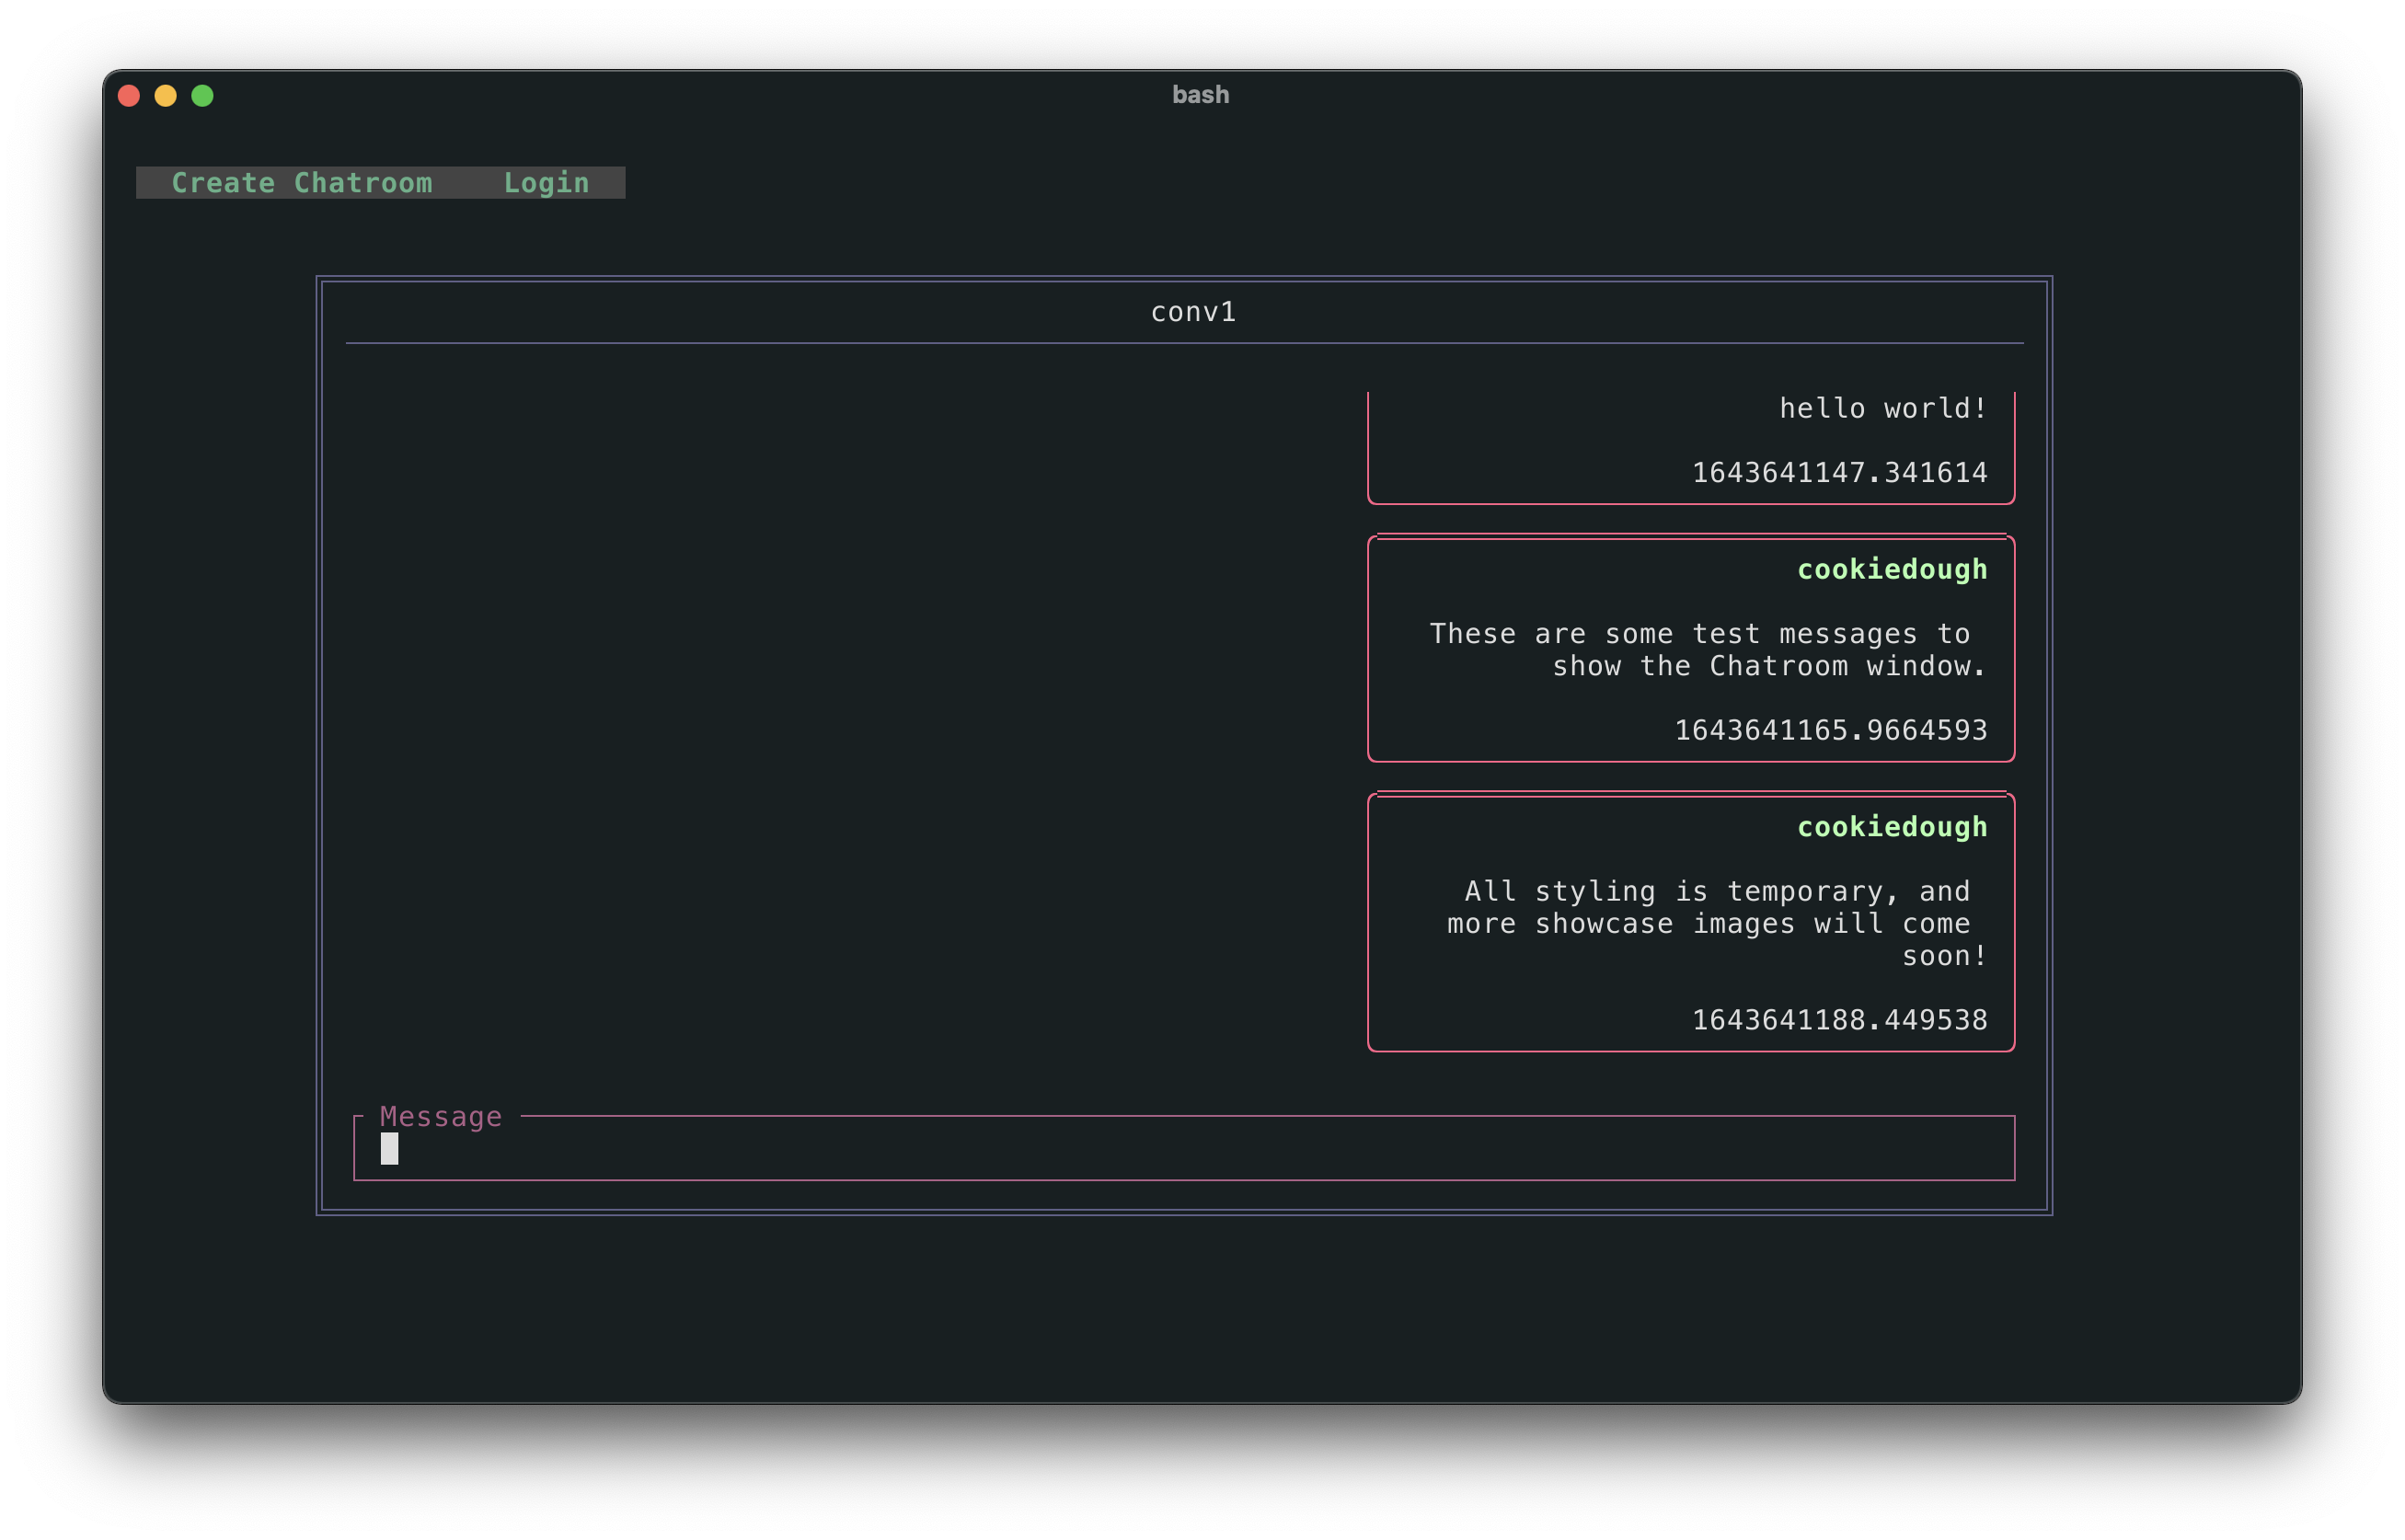 bash
Create Chatroom Login
conv1
hello world!
1643641147.341614
cookiedough
These are some test messages to
show the Chatroom window.
1643641165.9664593
cookiedough
All styling is temporary, and
more showcase images will come
soon!
1643641188.449538
Message